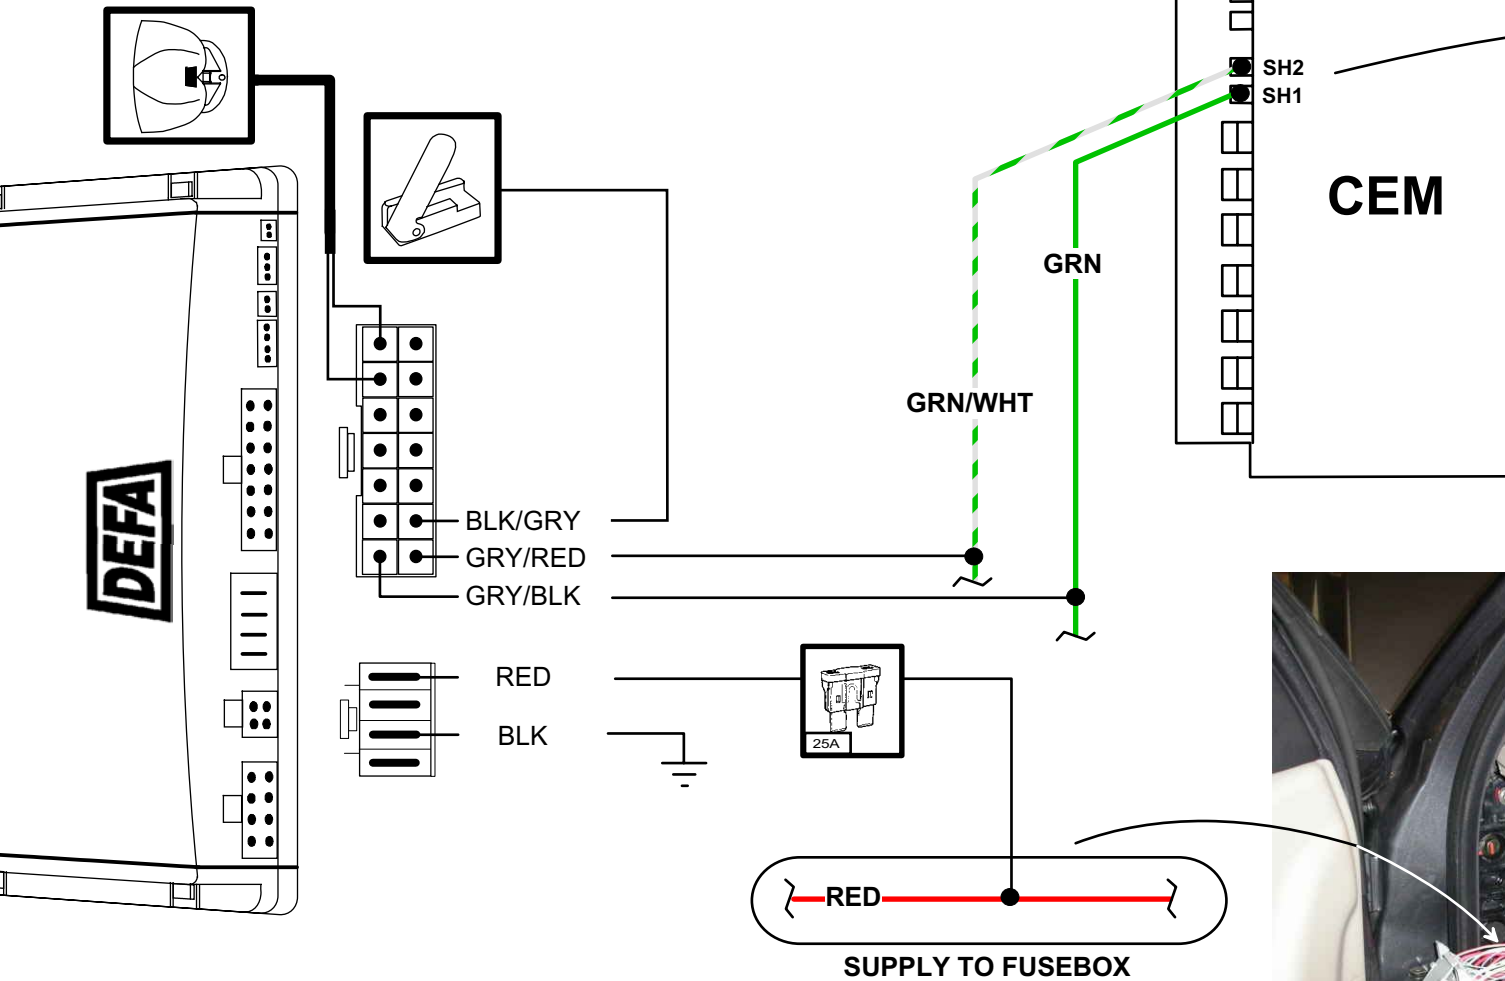 SH2
SH1
CEM
GRN
GRN/WHT
DEFA
BLK/GRY
GRY/RED
GRY/BLK
RED
BLK
25A
RED
SUPPLY TO FUSEBOX